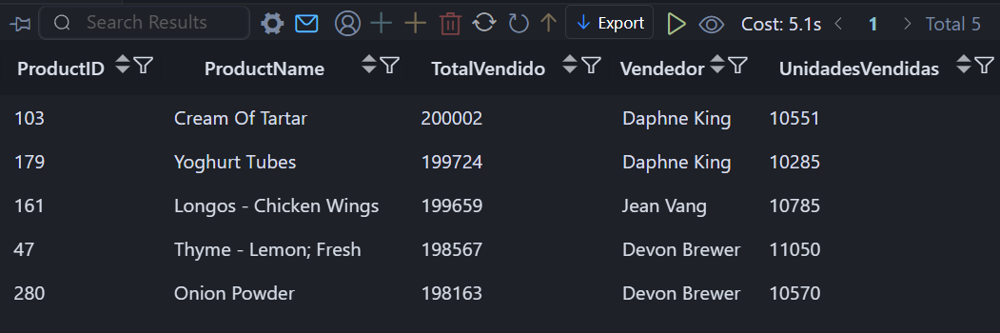 Search Results Export Cost: 5.1s 1 Total 5
ProductID ProductName TotalVendido Vendedor UnidadesVendidas
103 Cream Of Tartar 200002 Daphne King 10551
179 Yoghurt Tubes 199724 Daphne King 10285
161 Longos - Chicken Wings 199659 Jean Vang 10785
47 Thyme - Lemon; Fresh 198567 Devon Brewer 11050
280 Onion Powder 198163 Devon Brewer 10570